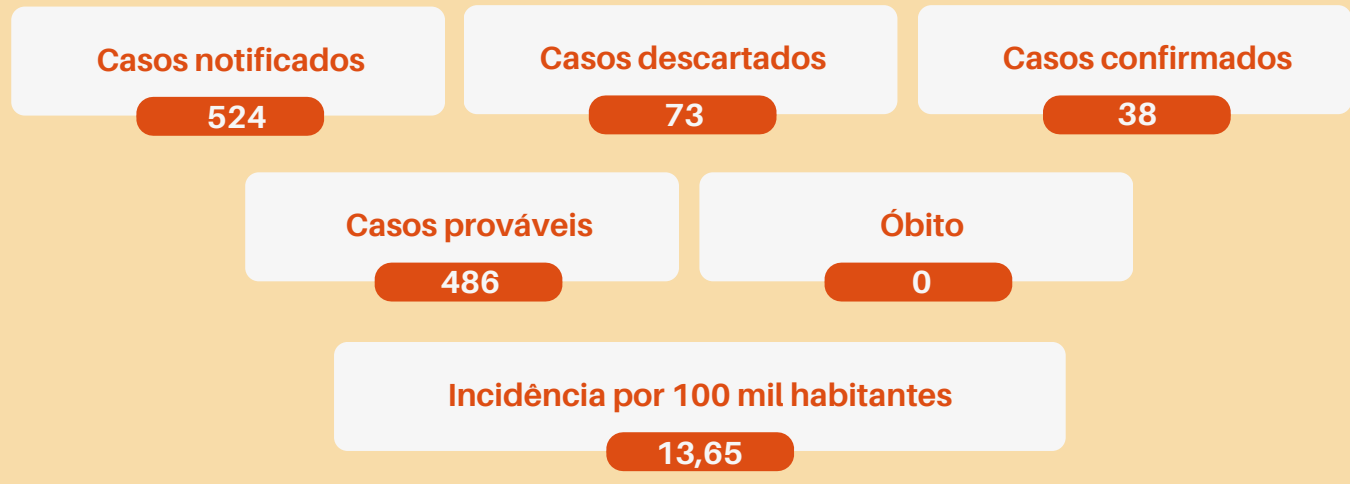 Casos notificados
524
Casos descartados
73
Casos confirmados
38
Casos prováveis
486
Óbito
0
Incidência por 100 mil habitantes
13,65